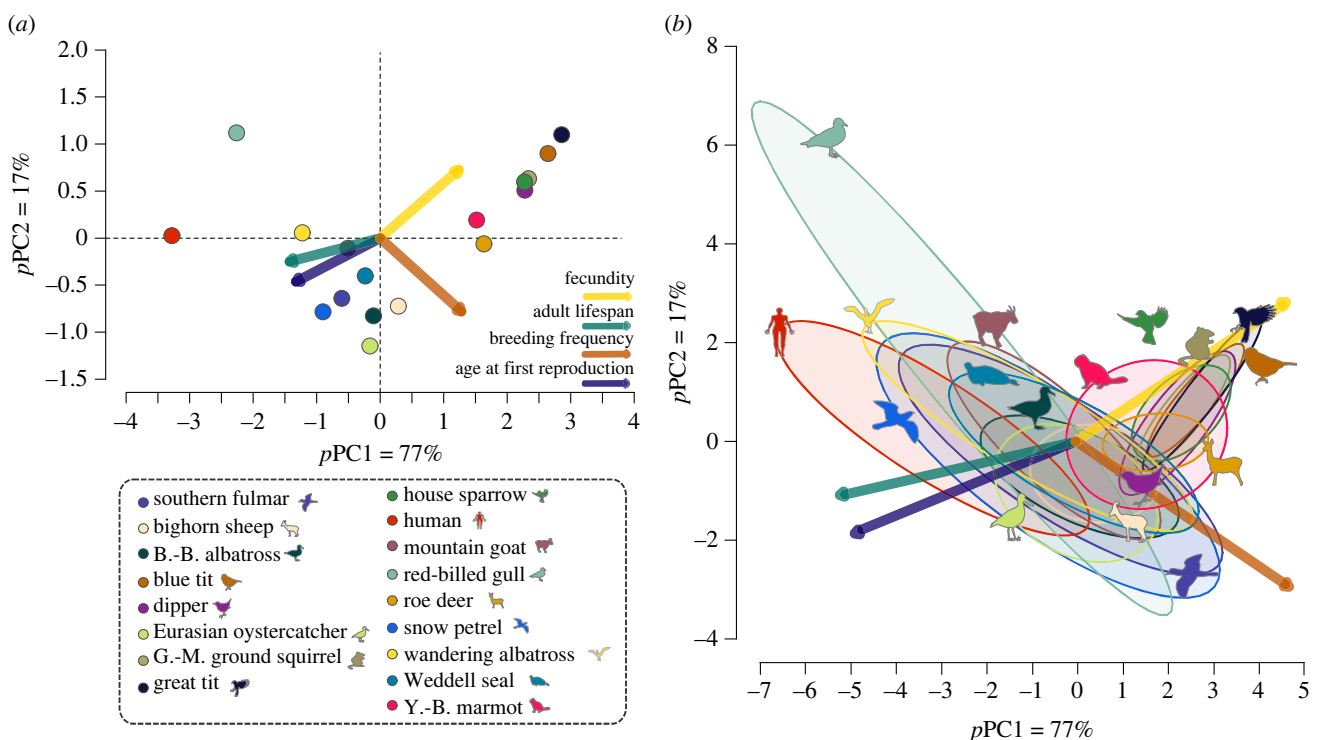 (a)
2.0
1.5
1.0
0.5
0
–0.5
–1.0
–1.5
pPC2 = 17%
fecundity
adult lifespan
breeding frequency
age at first reproduction
–4 –3 –2 –1 0 1 2 3 4
pPC1 = 77%
southern fulmar
bighorn sheep
B.-B. albatross
blue tit
dipper
Eurasian oystercatcher
G.-M. ground squirrel
great tit
house sparrow
human
mountain goat
red-billed gull
roe deer
snow petrel
wandering albatross
Weddell seal
Y.-B. marmot
(b)
8
6
4
2
0
–2
–4
pPC2 = 17%
–7 –6 –5 –4 –3 –2 –1 0 1 2 3 4 5
pPC1 = 77%